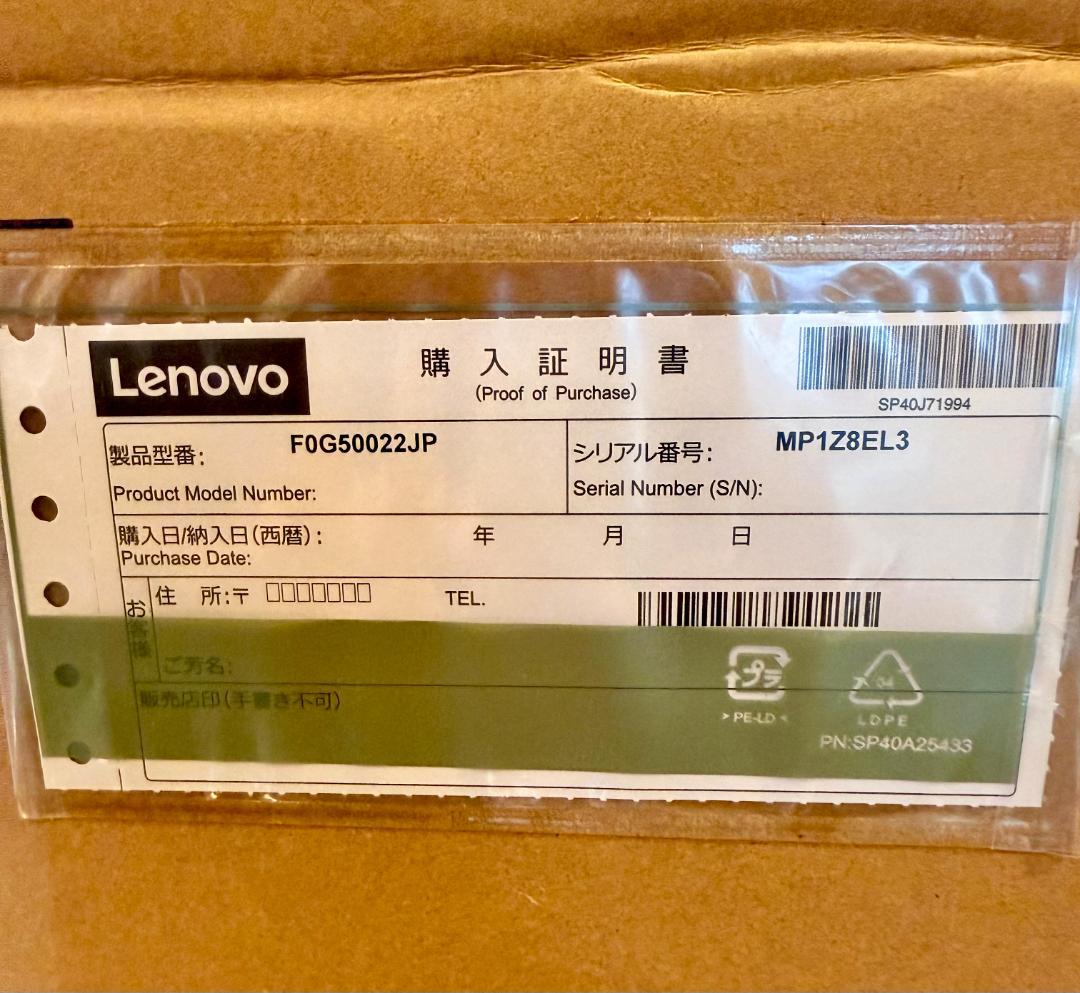 Lenovo
購入証明書
(Proof of Purchase)
SP40J71994
製品型番: F0G50022JP
Product Model Number:
シリアル番号: MP1Z8EL3
Serial Number (S/N):
購入日/納入日(西暦): 年 月 日
Purchase Date:
お客様
住 所:〒 □□□□□□□ TEL.
ご芳名:
販売店印(手書き不可)
プラ
> PE-LD <
04
LDPE
PN:SP40A25433